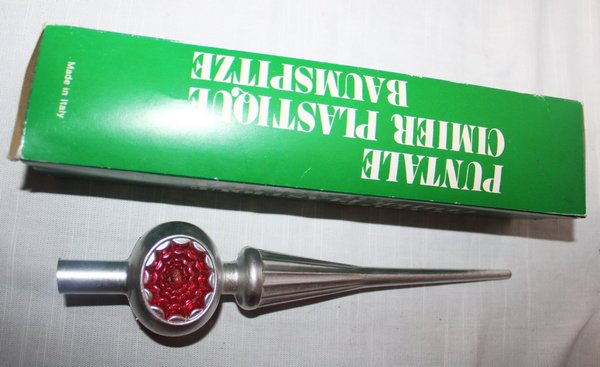 PUNTALE
CIMIER PLASTIQUE
BAUMSPITZE
Made in Italy